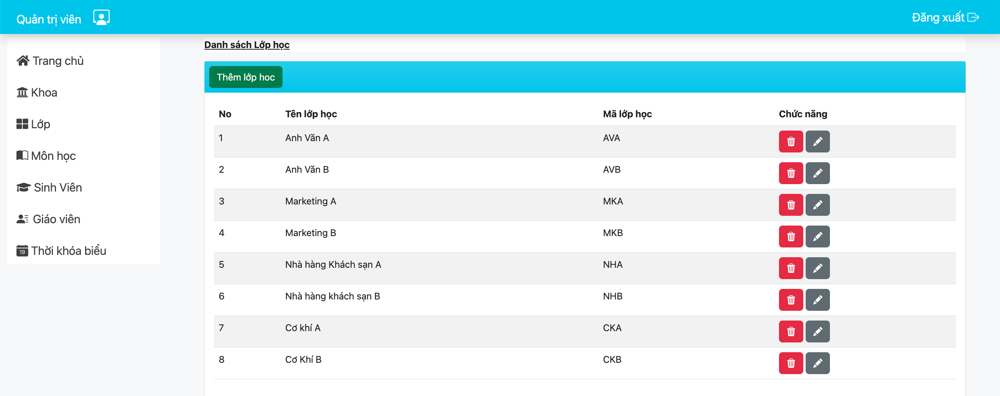 Quản trị viên
Đăng xuất
Trang chủ
Khoa
Lớp
Môn học
Sinh Viên
Giáo viên
19 Thời khóa biểu
Danh sách Lớp học
Thêm lớp hoc
No Tên lớp học Mã lớp học Chức năng
1 Anh Văn A AVA
2 Anh Văn B AVB
3 Marketing A MKA
4 Marketing B MKB
5 Nhà hàng Khách sạn A NHA
6 Nhà hàng khách sạn B NHB
7 Cơ khí A CKA
8 Cơ Khí B CKB